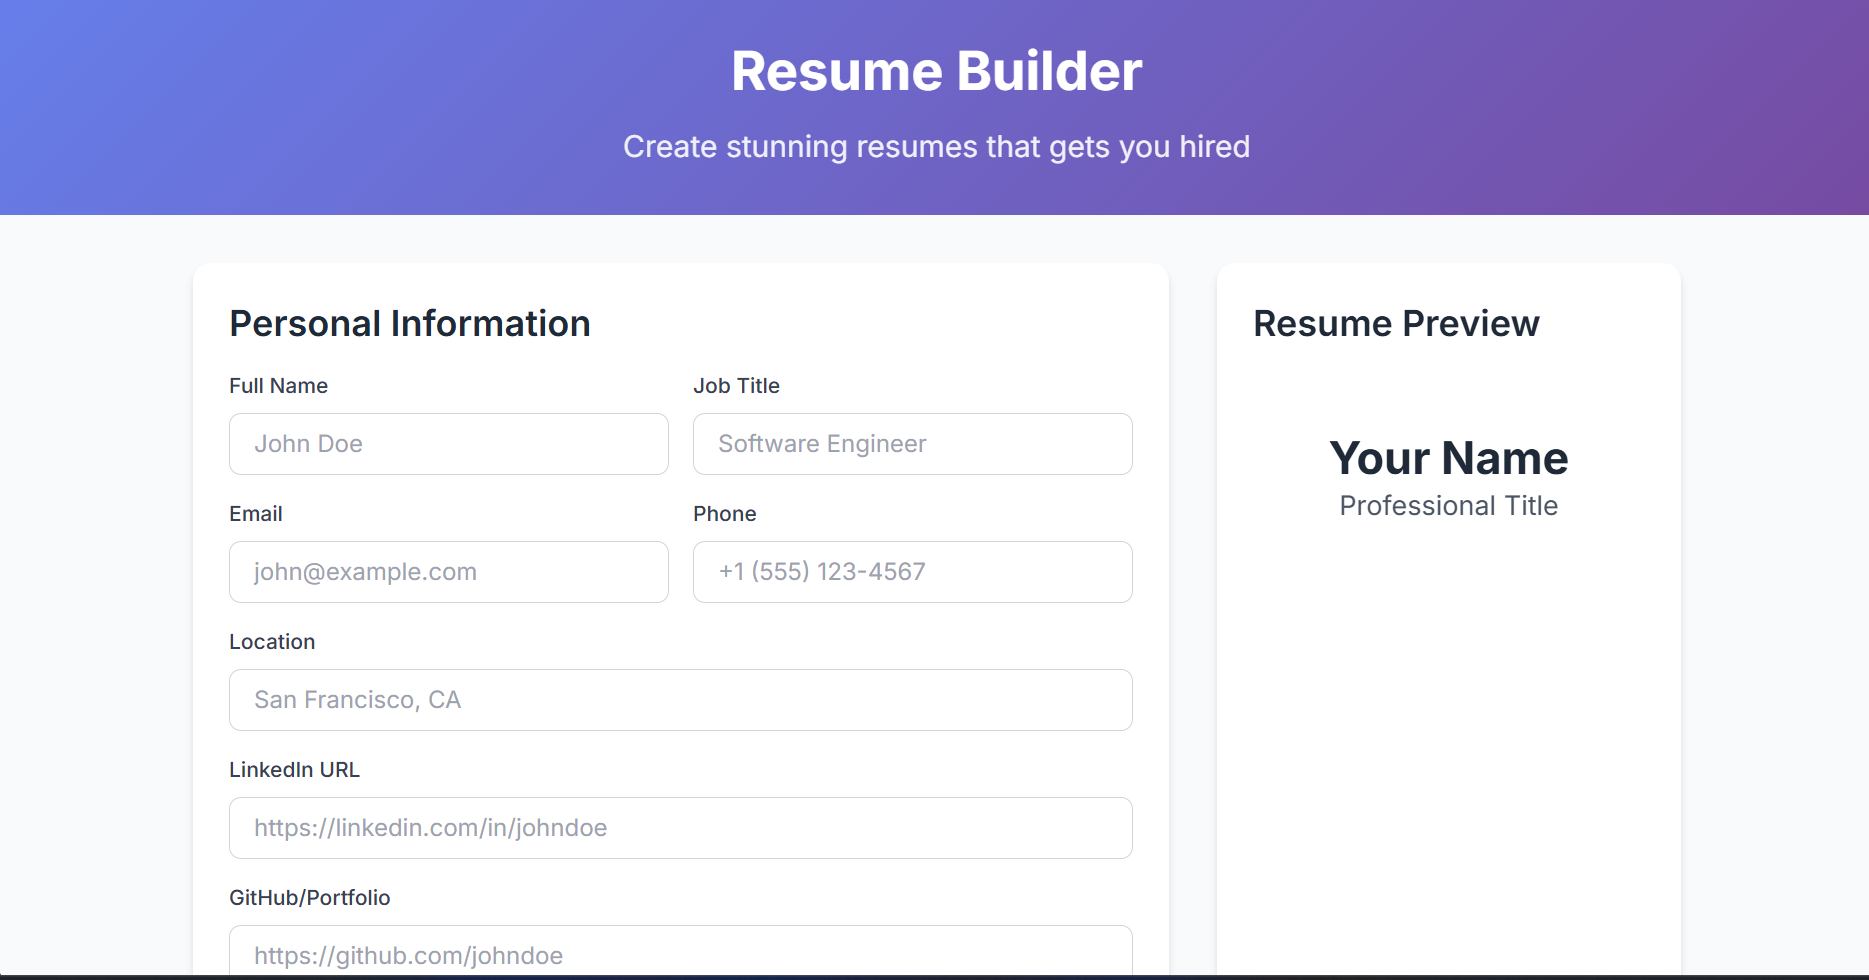 Resume Builder
Create stunning resumes that gets you hired
Personal Information
Full Name
Job Title
John Doe
Software Engineer
Email
Phone
john@example.com
+1 (555) 123-4567
Location
San Francisco, CA
LinkedIn URL
https://linkedin.com/in/johndoe
GitHub/Portfolio
https://github.com/johndoe
Resume Preview
Your Name
Professional Title